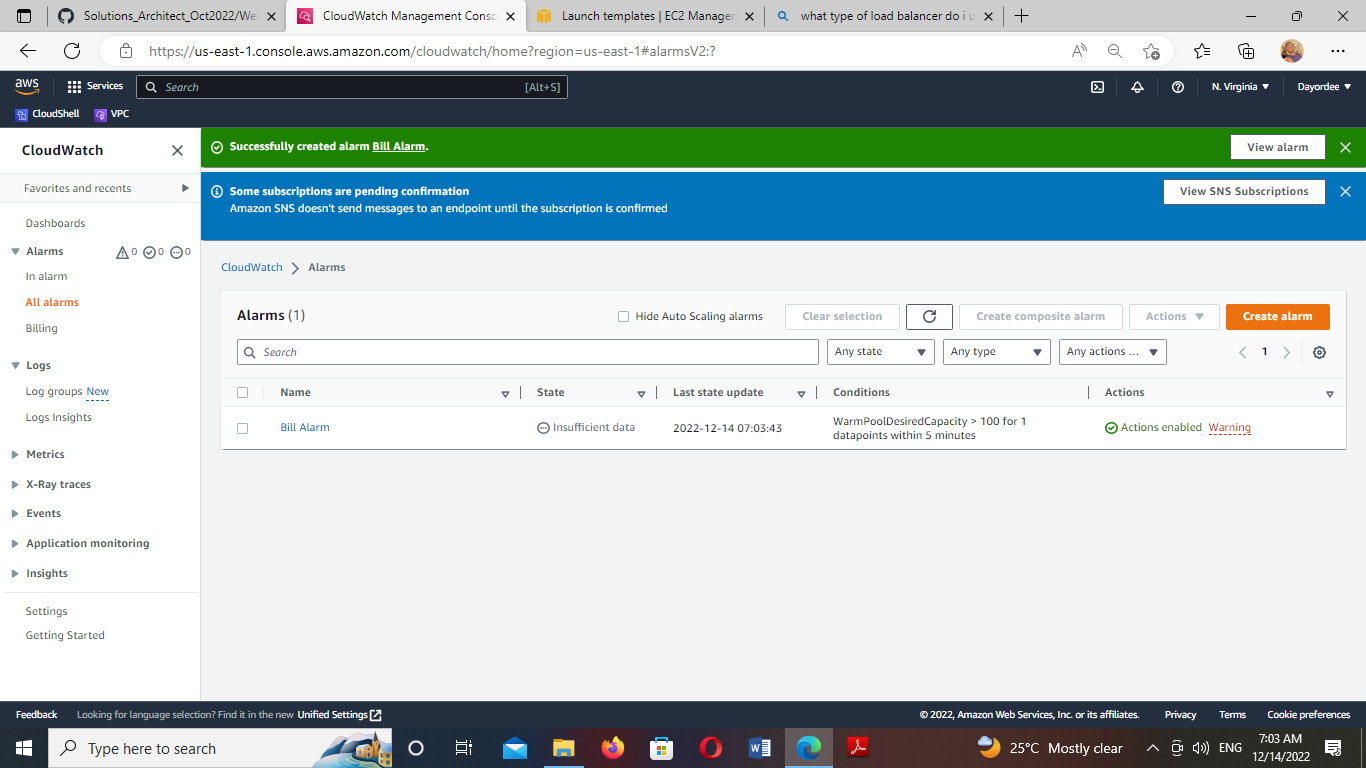 Solutions_Architect_Oct2022/We
CloudWatch Management Conso
Launch templates | EC2 Manager
what type of load balancer do i u
https://us-east-1.console.aws.amazon.com/cloudwatch/home?region=us-east-1#alarmsV2:?
aws
Services
Search
[Alt+S]
N. Virginia
Dayordee
CloudShell
VPC
CloudWatch
Favorites and recents
Dashboards
Alarms
0
0
0
In alarm
All alarms
Billing
Logs
Log groups New
Logs Insights
Metrics
X-Ray traces
Events
Application monitoring
Insights
Settings
Getting Started
Successfully created alarm Bill Alarm.
View alarm
Some subscriptions are pending confirmation
Amazon SNS doesn't send messages to an endpoint until the subscription is confirmed
View SNS Subscriptions
CloudWatch
Alarms
Alarms (1)
Hide Auto Scaling alarms
Clear selection
Create composite alarm
Actions
Create alarm
Search
Any state
Any type
Any actions ...
1
Name
State
Last state update
Conditions
Actions
Bill Alarm
Insufficient data
2022-12-14 07:03:43
WarmPoolDesiredCapacity > 100 for 1
datapoints within 5 minutes
Actions enabled
Warning
Feedback
Looking for language selection? Find it in the new Unified Settings
© 2022, Amazon Web Services, Inc. or its affiliates.
Privacy
Terms
Cookie preferences
Type here to search
25°C Mostly clear
ENG
7:03 AM
12/14/2022